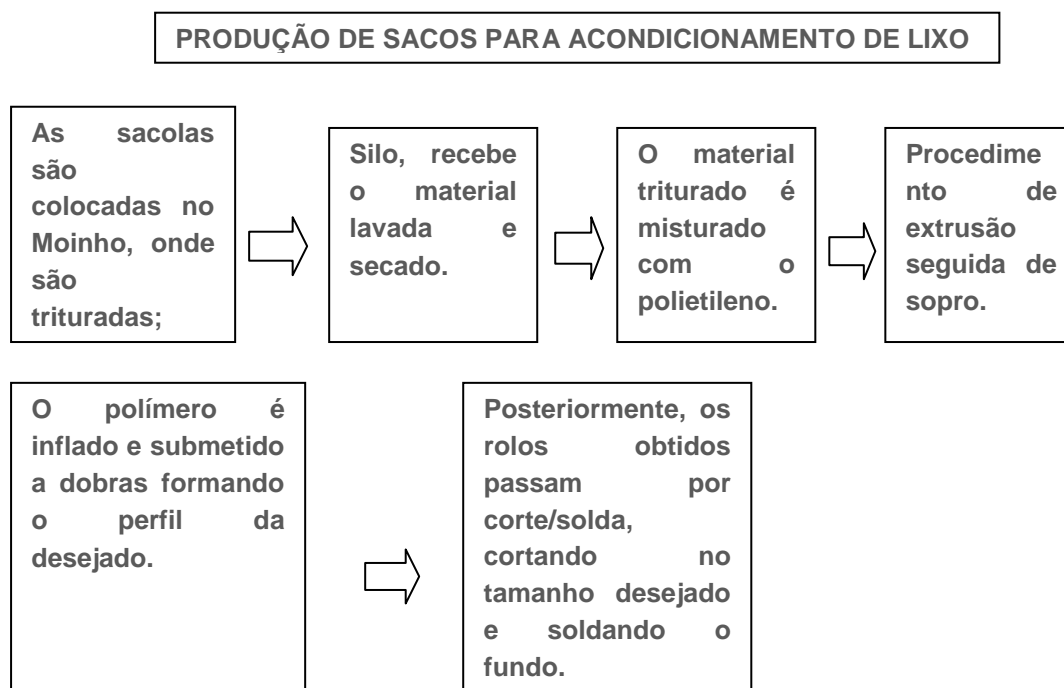 PRODUÇÃO DE SACOS PARA ACONDICIONAMENTO DE LIXO
As sacolas
são
colocadas no
Moinho, onde
são
trituradas;
Silo, recebe
o material
lavada e
secado.
O material
triturado é
misturado
com o
polietileno.
Procedime
nto de
extrusão
seguida de
sopro.
O polímero é
inflado e submetido
a dobras formando
o perfil da
desejado.
Posteriormente, os
rolos obtidos
passam por
corte/solda,
cortando no
tamanho desejado
e soldando o
fundo.